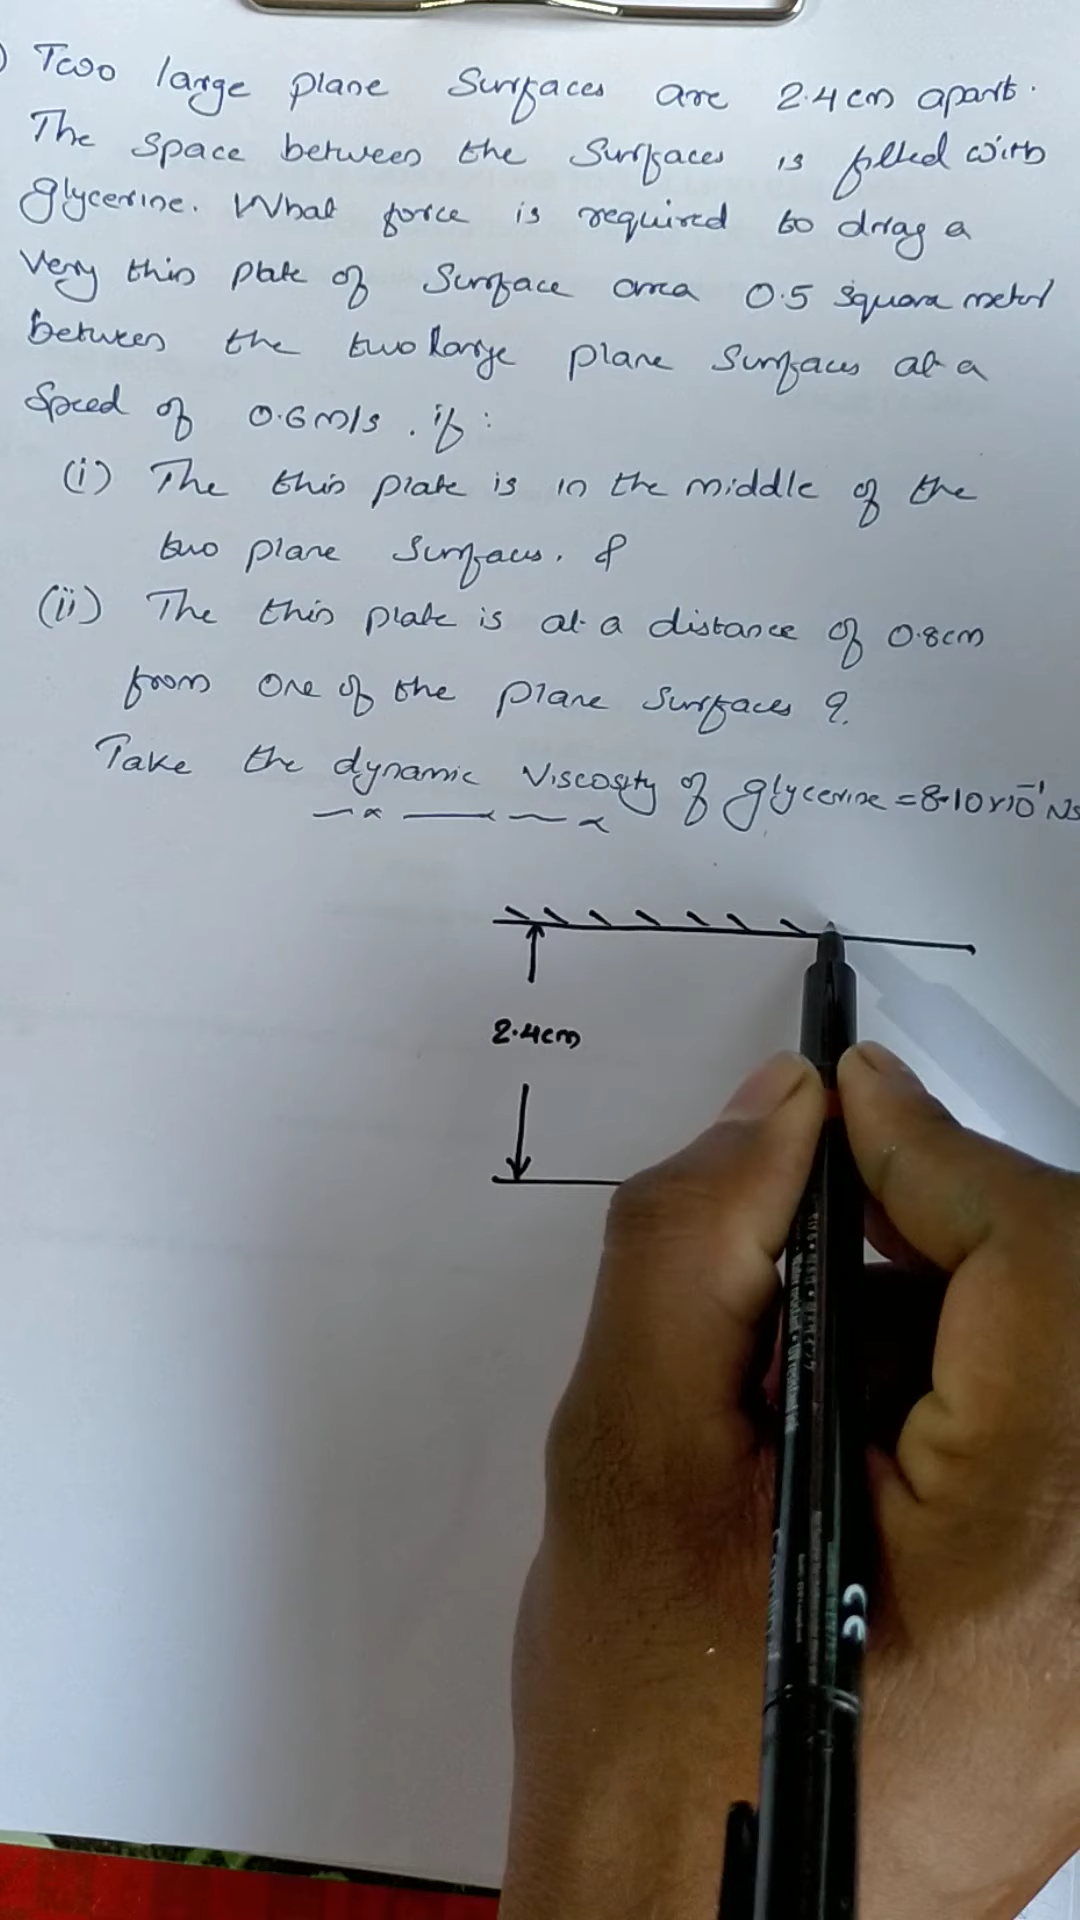 ) Two large plane Surfaces are 2.4 cm apart.
The space between the Surfaces is filled with
glycerine. What force is required to drag a
very thin plate of Surface area 0.5 square meter
between the two large plane Surfaces at a
Speed of 0.6 m/s. if:
(i) The thin plate is in the middle of the
two plane Surfaces. &
(ii) The thin plate is at a distance of 0.8cm
from one of the plane surfaces ?
Take the dynamic viscosity of glycerine = 8.10 x 10⁻¹ Ns
2.4cm
CE